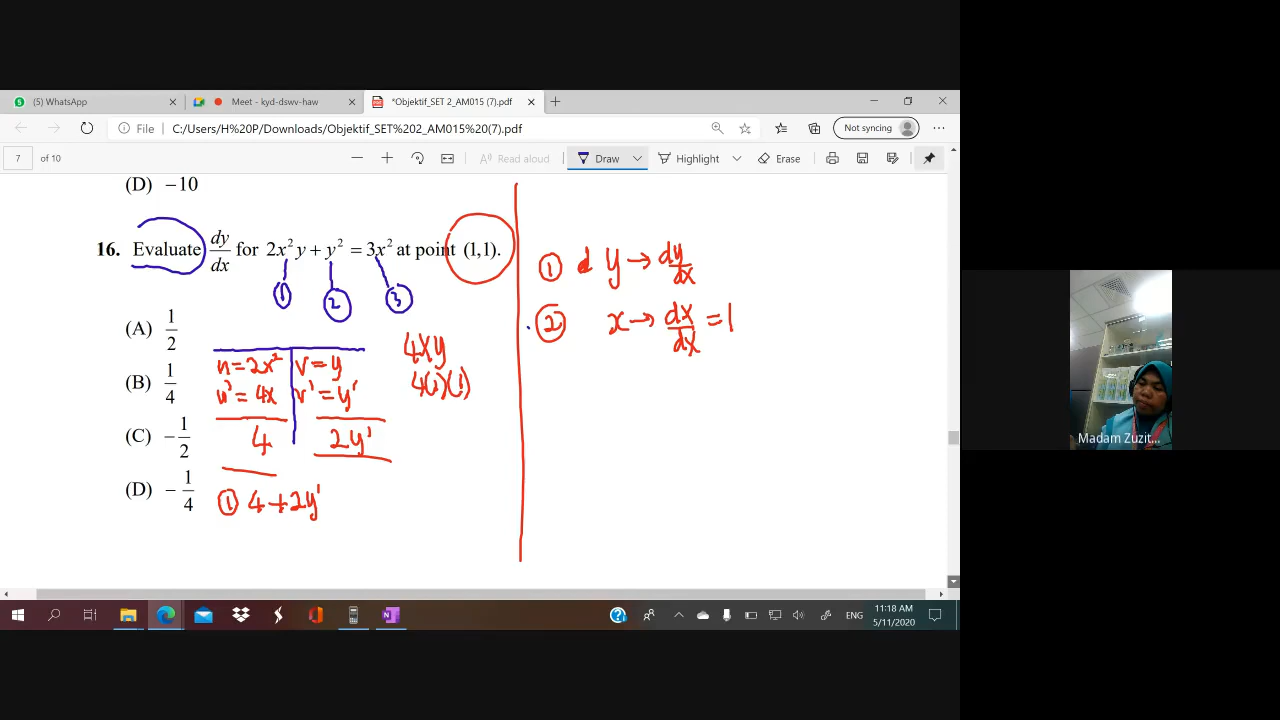 (5) WhatsApp
Meet - kyd-dswv-haw
*Objektif_SET 2_AM015 (7).pdf
File
C:/Users/H%20P/Downloads/Objektif_SET%202_AM015%20(7).pdf
Not syncing
7 of 10
Read aloud
Draw
Highlight
Erase
(D) −10
16. Evaluate dy/dx for 2x²y + y² = 3x² at point (1,1).
① ② ③
(A) 1/2
(B) 1/4
(C) −1/2
(D) −1/4
u = 2x² v = y
u' = 4x v' = y'
4 2y'
① 4 + 2y'
4xy
4(1)(1)
① d y → dy/dx
② x → dx/dx = 1
Madam Zuzit...
ENG
11:18 AM
5/11/2020